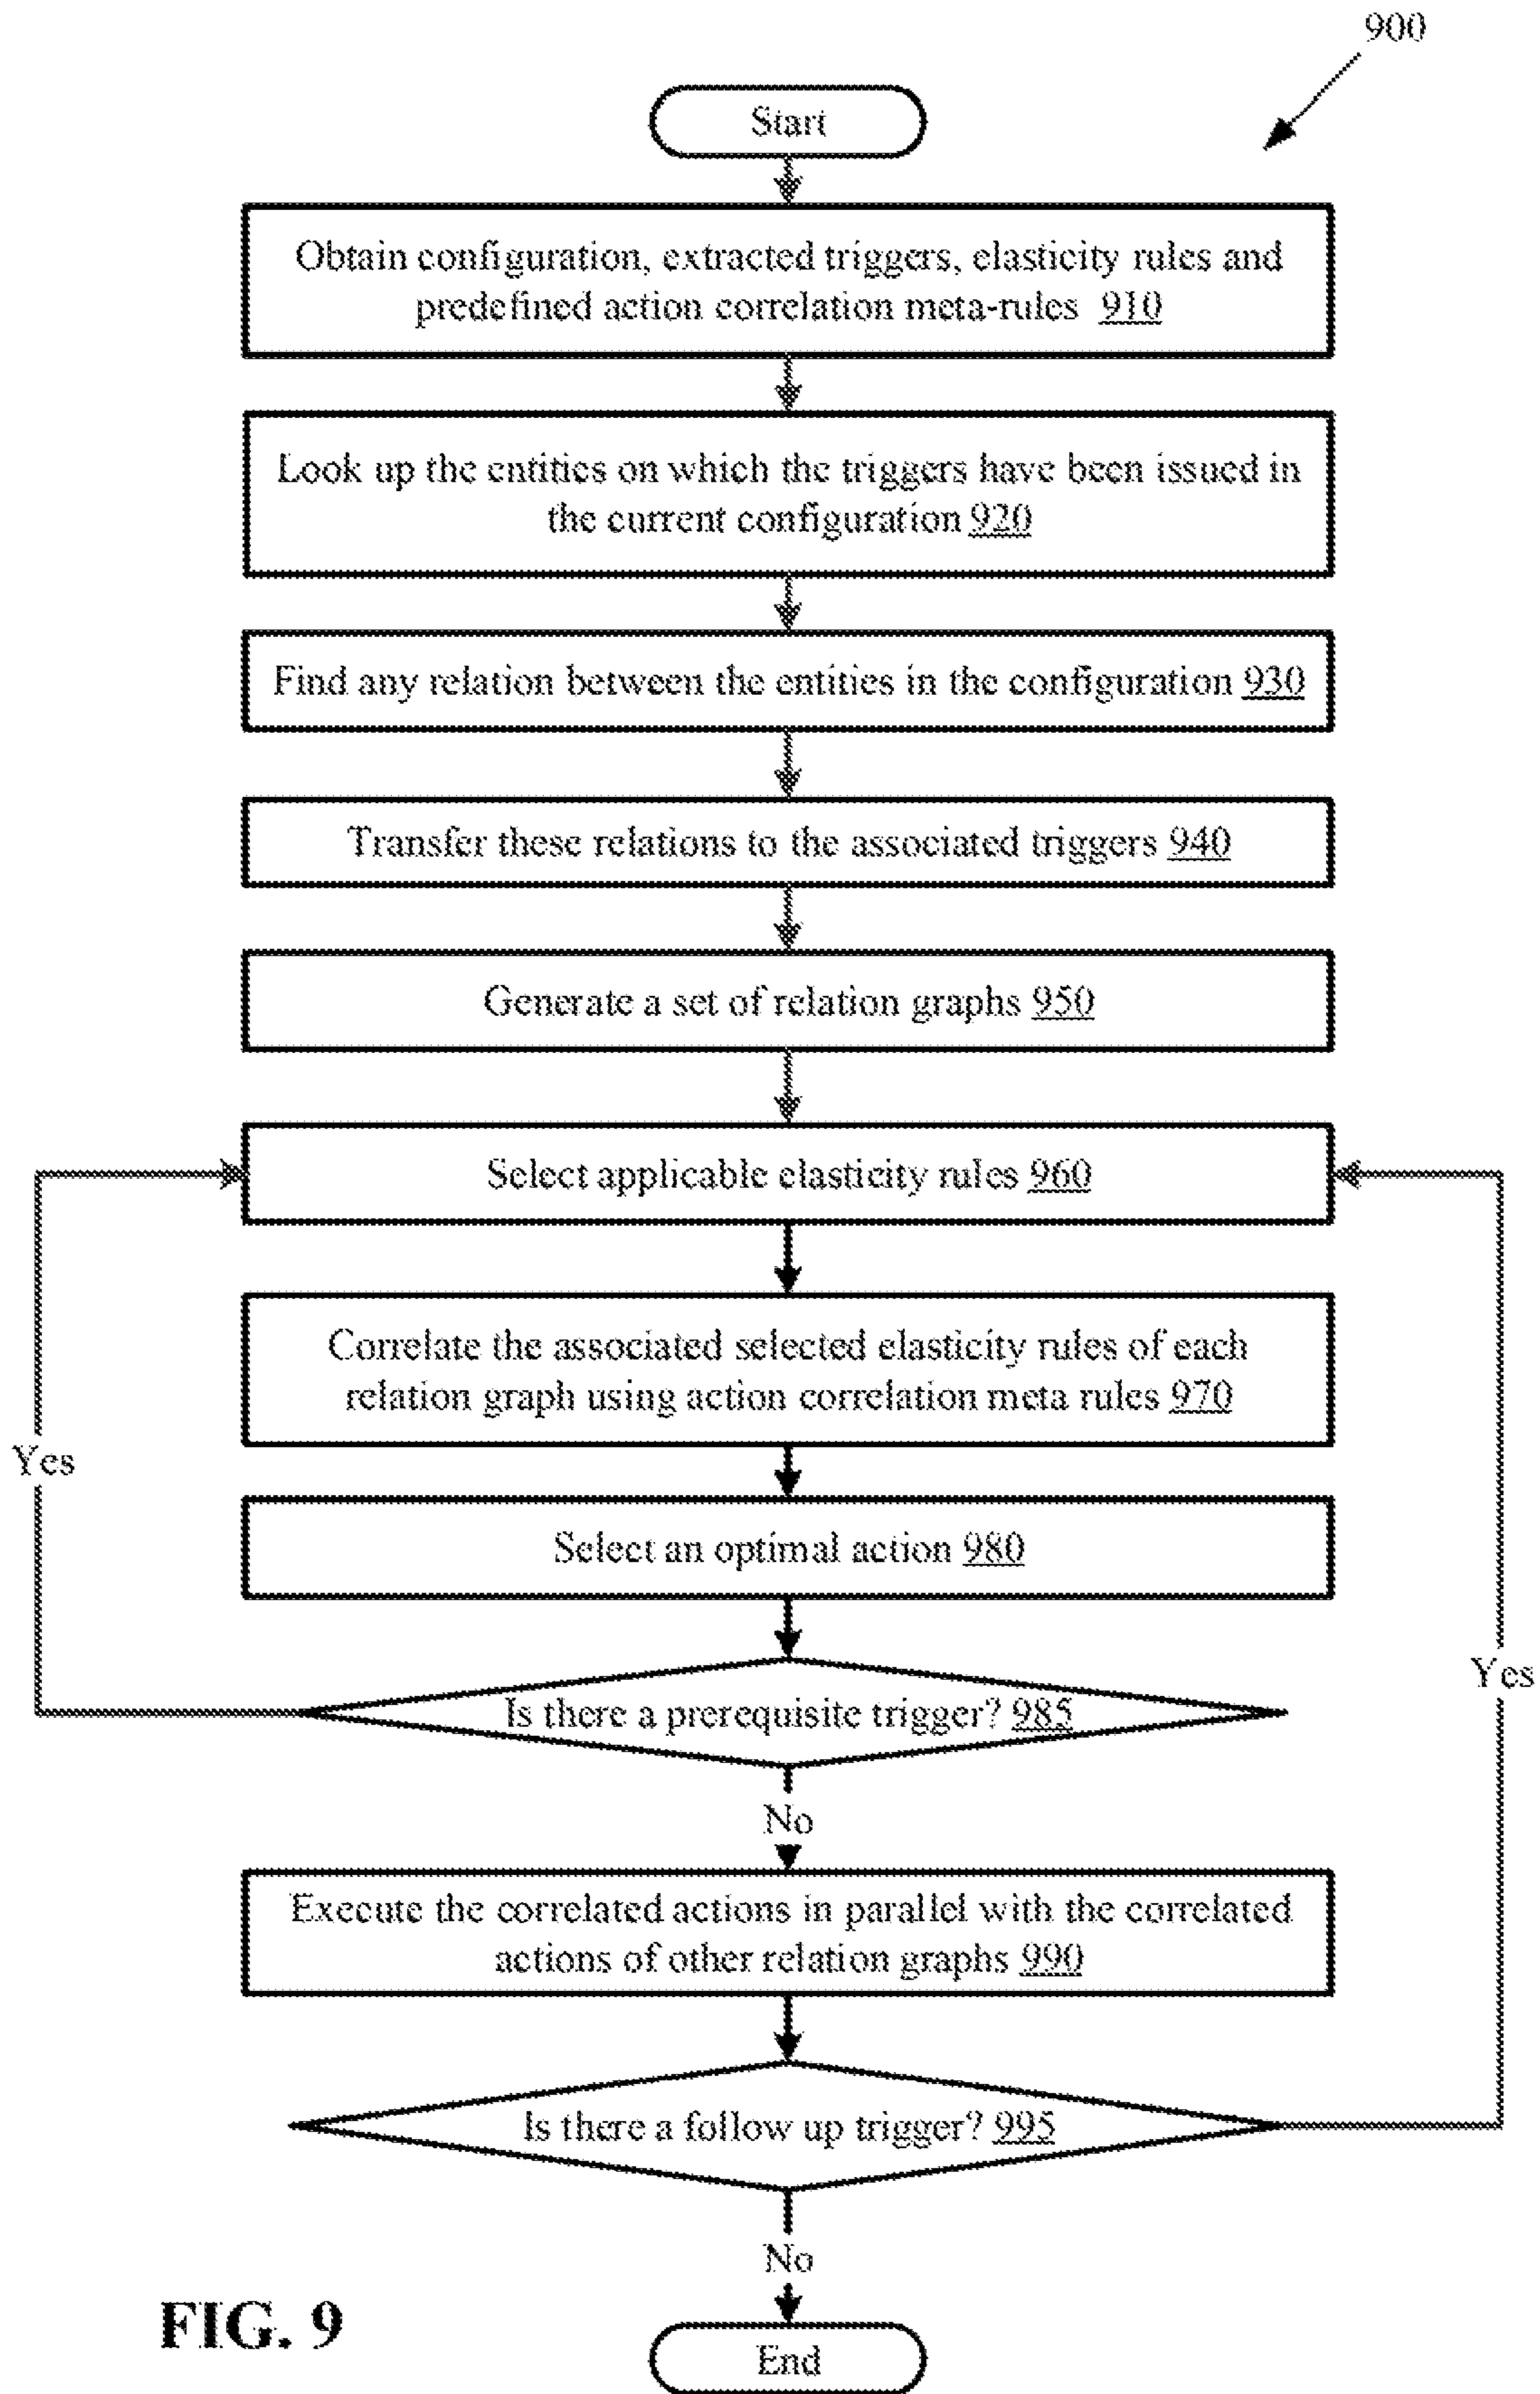 900
Start
Obtain configuration, extracted triggers, elasticity rules and
predefined action correlation meta-rules 910
Look up the entities on which the triggers have been issued in
the current configuration 920
Find any relation between the entities in the configuration 930
Transfer these relations to the associated triggers 940
Generate a set of relation graphs 950
Select applicable elasticity rules 960
Correlate the associated selected elasticity rules of each
relation graph using action correlation meta rules 970
Yes
Select an optimal action 980
Yes
Is there a prerequisite trigger? 985
No
Execute the correlated actions in parallel with the correlated
actions of other relation graphs 990
Is there a follow up trigger? 995
No
FIG. 9
End